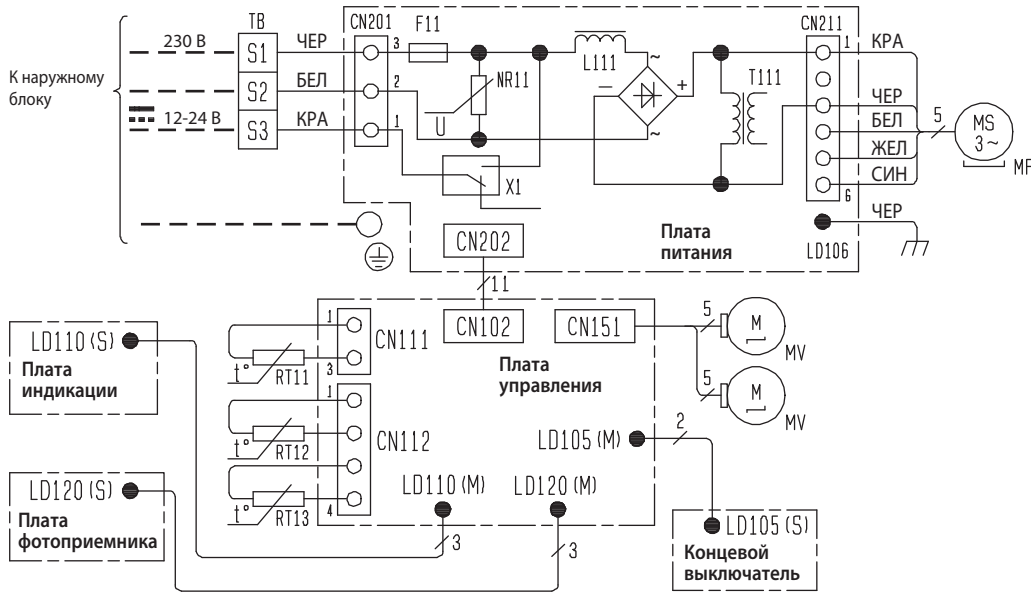 ТВ
CN201
F11
CN211
230 В
S1
ЧЕР
3
1
КРА
L111
~
NR11
T111
К наружному
блоку
S2
БЕЛ
2
−
+
ЧЕР
12-24 В
S3
КРА
1
U
~
БЕЛ
5
MS
3~
MF
ЖЕЛ
X1
СИН
6
ЧЕР
CN202
Плата
питания
LD106
11
LD110 (S)
Плата
индикации
1
CN111
CN102
CN151
5
M
MV
t°
RT11
3
Плата
управления
1
5
M
MV
CN112
t°
RT12
LD105 (M)
2
LD120 (S)
Плата
фотоприемника
t°
RT13
4
LD110 (M)
LD120 (M)
LD105 (S)
3
3
Концевой
выключатель